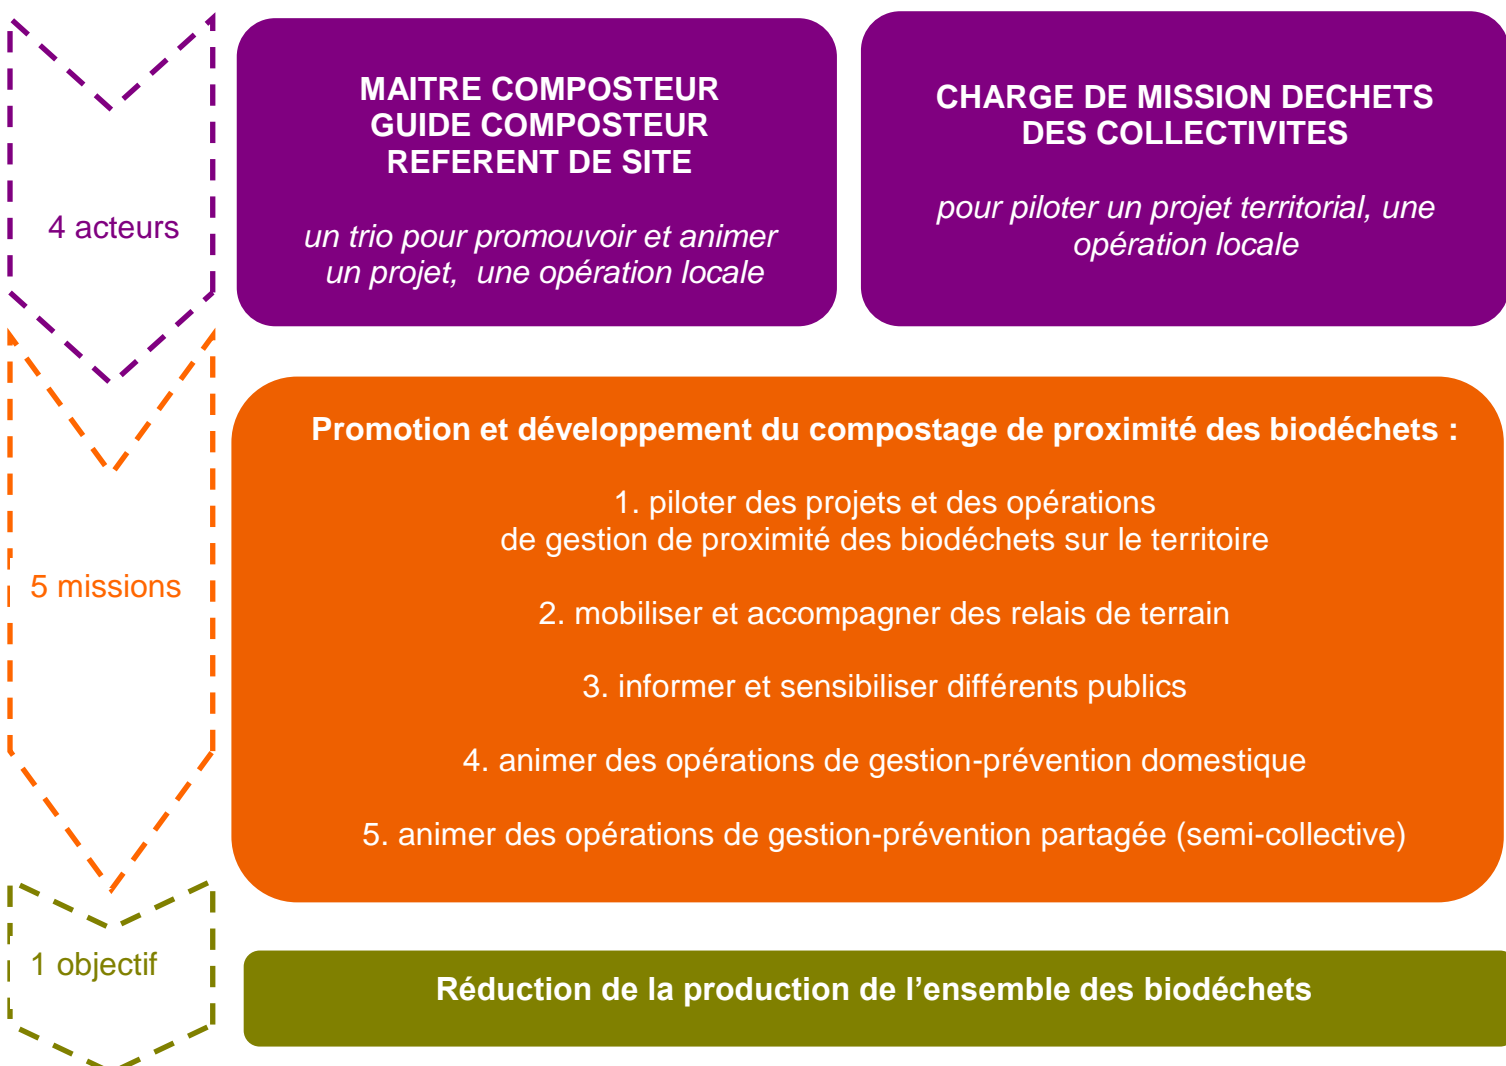 4 acteurs
MAITRE COMPOSTEUR
GUIDE COMPOSTEUR
REFERENT DE SITE
un trio pour promouvoir et animer
un projet, une opération locale
CHARGE DE MISSION DECHETS
DES COLLECTIVITES
pour piloter un projet territorial, une
opération locale
5 missions
Promotion et développement du compostage de proximité des biodéchets :
1. piloter des projets et des opérations
de gestion de proximité des biodéchets sur le territoire
2. mobiliser et accompagner des relais de terrain
3. informer et sensibiliser différents publics
4. animer des opérations de gestion-prévention domestique
5. animer des opérations de gestion-prévention partagée (semi-collective)
1 objectif
Réduction de la production de l’ensemble des biodéchets